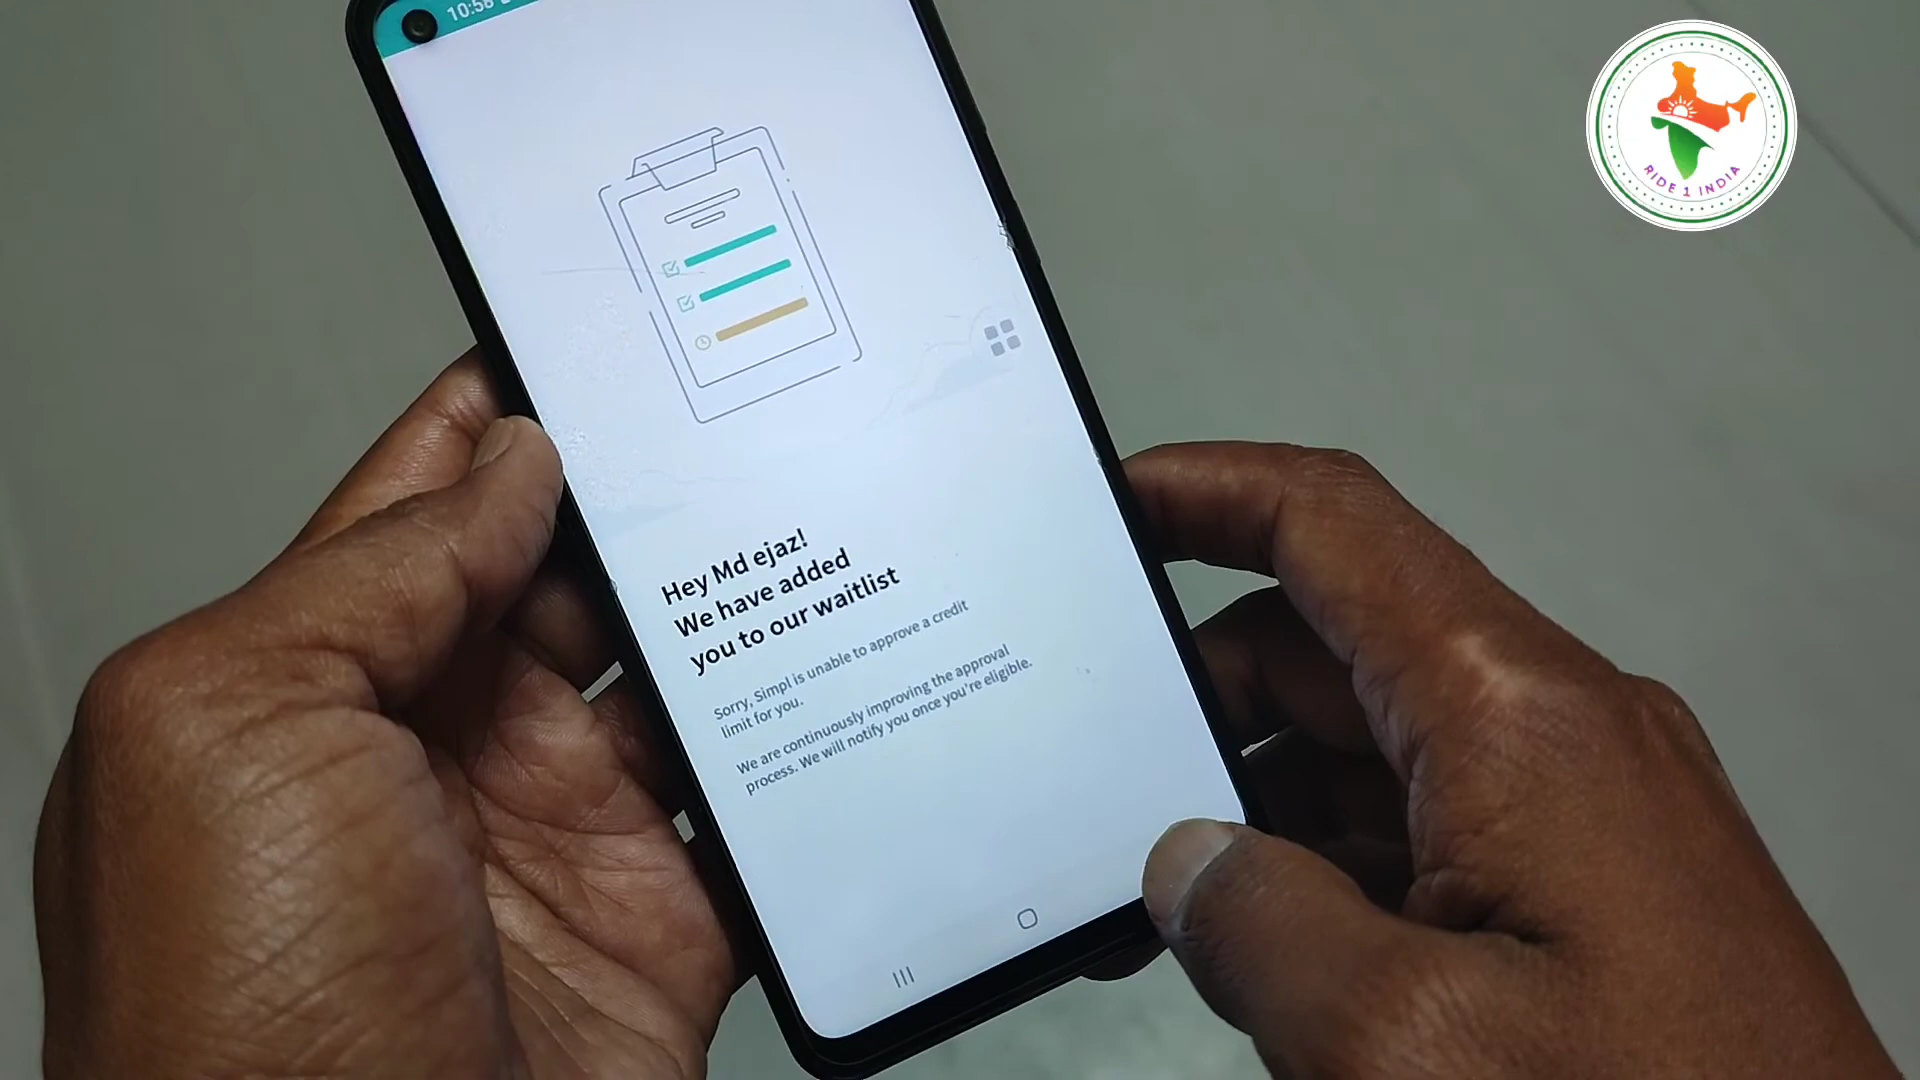 10:58
RIDE 1 INDIA
Hey Md ejaz!
We have added
you to our waitlist
Sorry, Simpl is unable to approve a credit
limit for you.
We are continuously improving the approval
process. We will notify you once you're eligible.